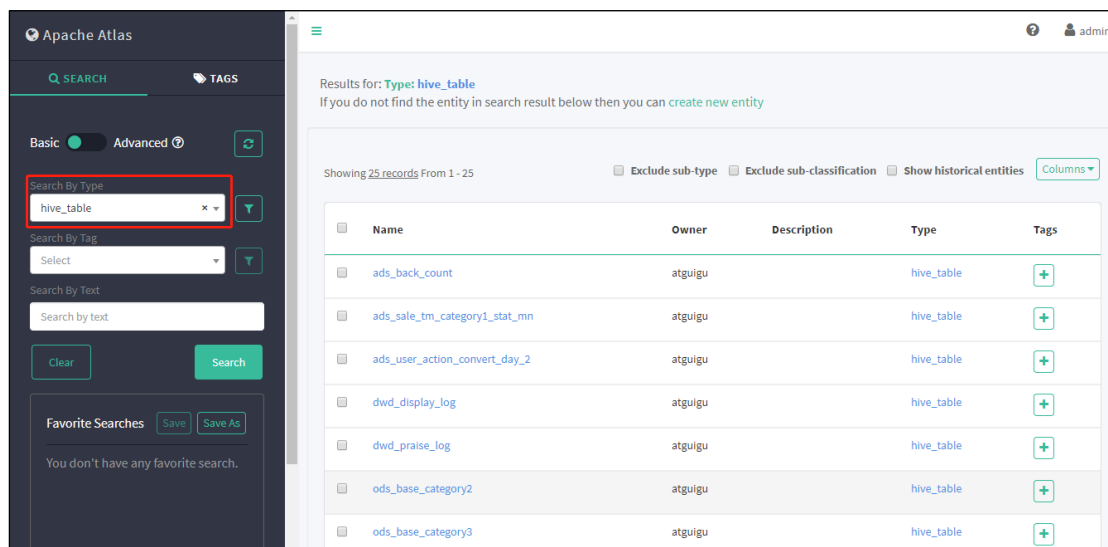 Apache Atlas
admin
SEARCH TAGS
Results for: Type: hive_table
If you do not find the entity in search result below then you can create new entity
Basic Advanced
Showing 25 records From 1 - 25 Exclude sub-type Exclude sub-classification Show historical entities Columns
Search By Type
hive_table
Search By Tag
Select
Search By Text
Search by text
Clear Search
Favorite Searches Save Save As
You don't have any favorite search.
Name Owner Description Type Tags
ads_back_count atguigu hive_table
ads_sale_tm_category1_stat_mn atguigu hive_table
ads_user_action_convert_day_2 atguigu hive_table
dwd_display_log atguigu hive_table
dwd_praise_log atguigu hive_table
ods_base_category2 atguigu hive_table
ods_base_category3 atguigu hive_table